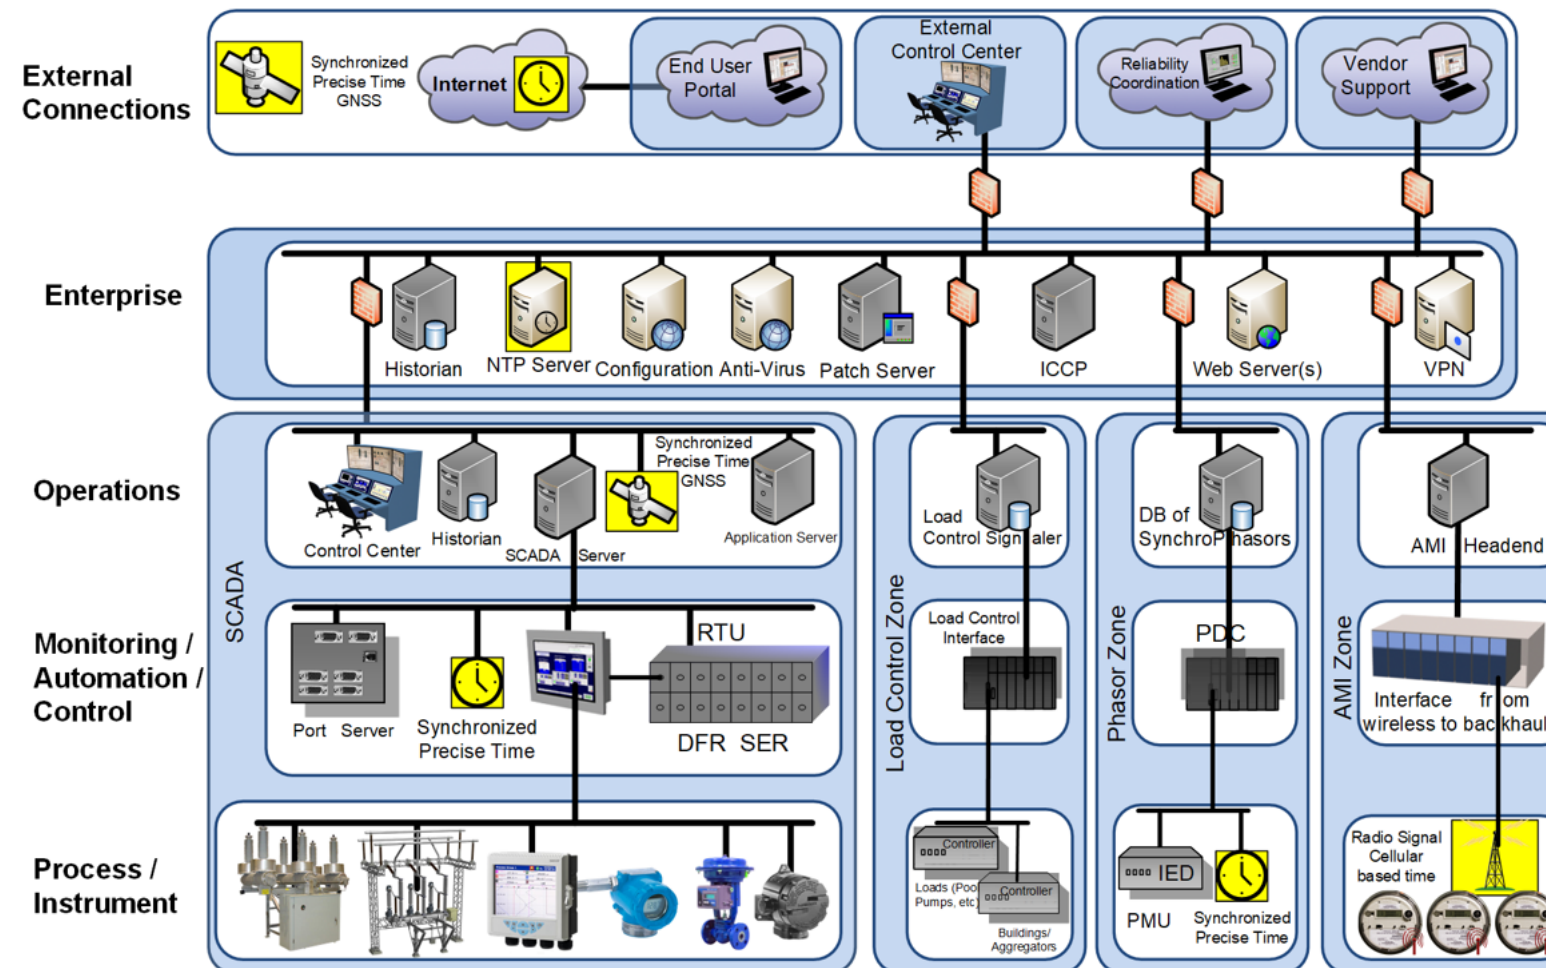 External
Connections
Synchronized
Precise Time
GNSS
Internet
End User
Portal
External
Control Center
Reliability
Coordination
Vendor
Support
Enterprise
Historian
NTP Server
Configuration
Anti-Virus
Patch Server
ICCP
Web Server(s)
VPN
Operations
Control Center
Historian
SCADA Server
Synchronized
Precise Time
GNSS
Application Server
Load
Control Signaler
DB of
SynchroPhasors
AMI Headend
SCADA
Load Control Zone
Phasor Zone
AMI Zone
Monitoring /
Automation /
Control
Port Server
Synchronized
Precise Time
RTU
DFR SER
Load Control
Interface
PDC
Interface from
wireless to backhaul
Process /
Instrument
Controller
Loads (Pool
Pumps, etc)
Controller
Buildings/
Aggregators
IED
PMU
Synchronized
Precise Time
Radio Signal
Cellular
based time